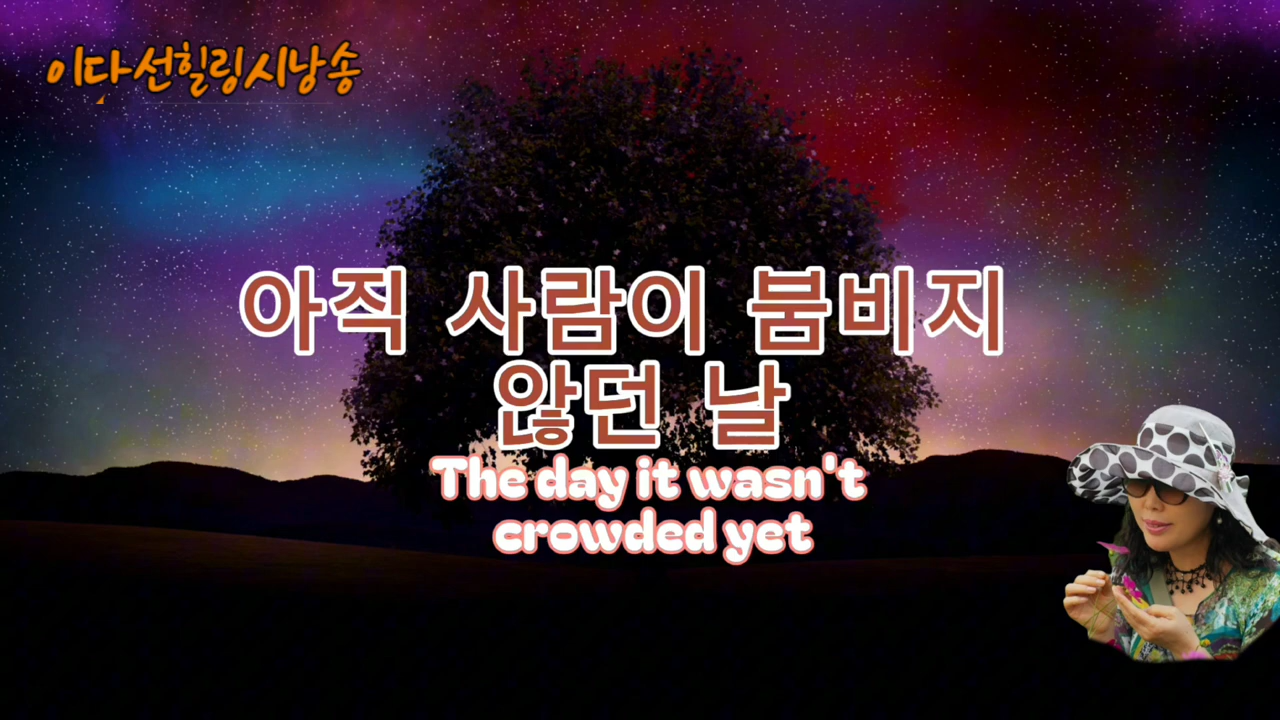 이다선힐링시낭송
아직 사람이 붐비지
않던 날
The day it wasn't
crowded yet